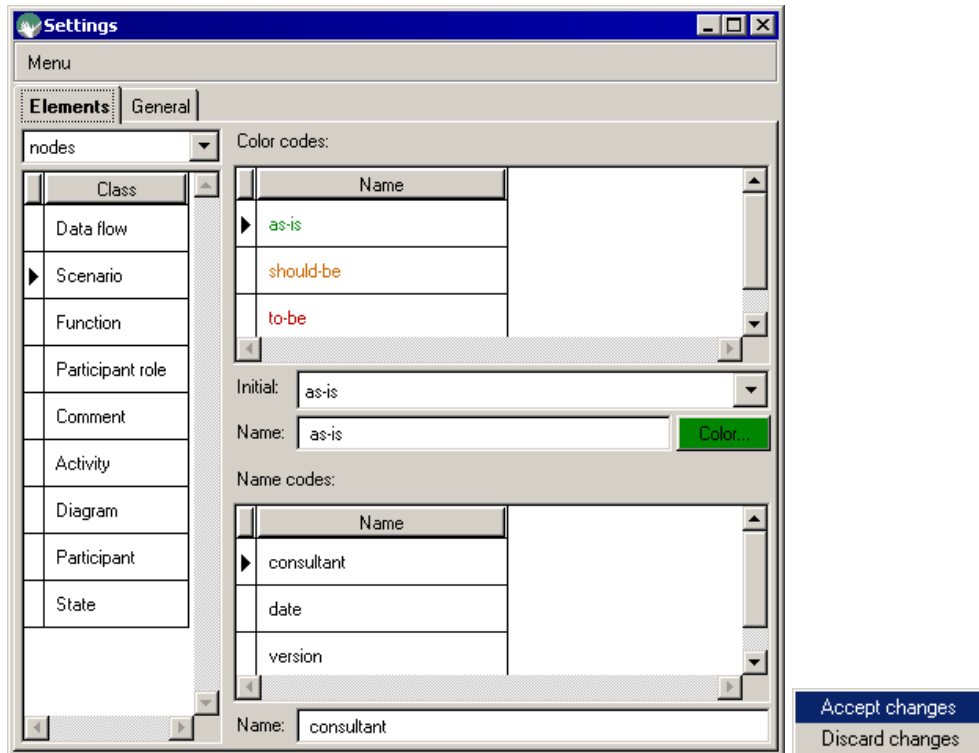 Settings
Menu
Elements
General
nodes
Class
Data flow
Scenario
Function
Participant role
Comment
Activity
Diagram
Participant
State
Color codes:
Name
as-is
should-be
to-be
Initial:
as-is
Name:
as-is
Color...
Name codes:
Name
consultant
date
version
Name:
consultant
Accept changes
Discard changes